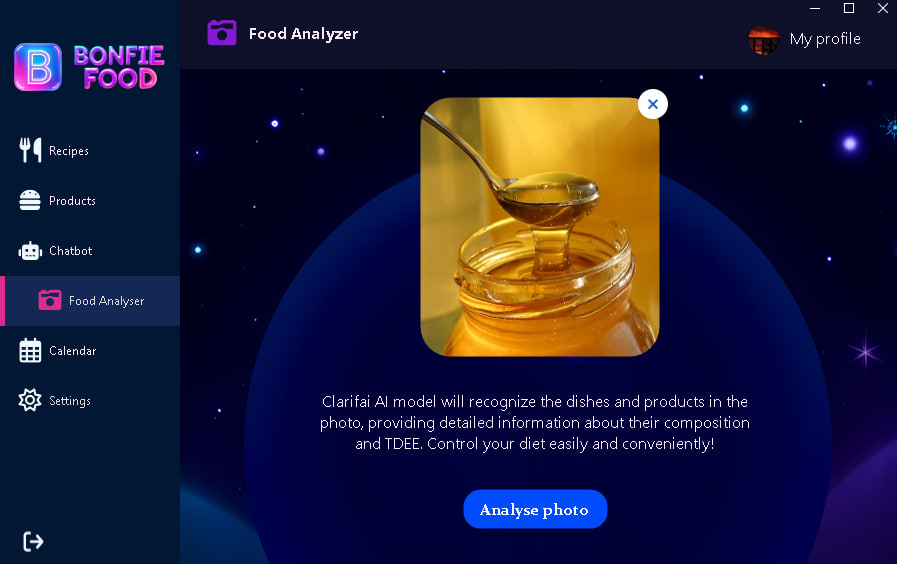 BONFIE
FOOD
Food Analyzer
My profile
Recipes
Products
Chatbot
Food Analyser
Calendar
Settings
Clarifai AI model will recognize the dishes and products in the
photo, providing detailed information about their composition
and TDEE. Control your diet easily and conveniently!
Analyse photo